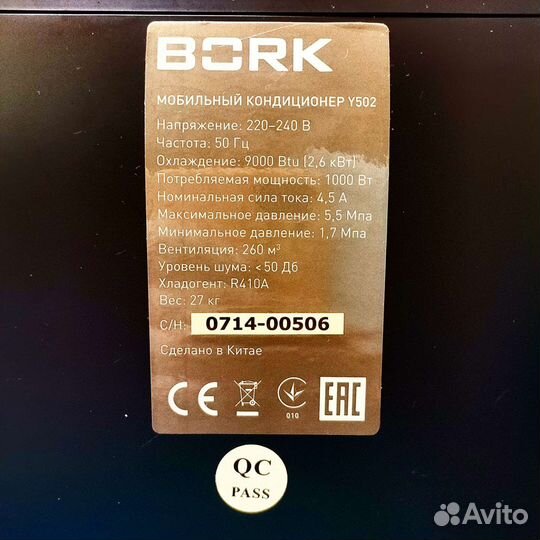 BORK
МОБИЛЬНЫЙ КОНДИЦИОНЕР Y502
Напряжение: 220–240 В
Частота: 50 Гц
Охлаждение: 9000 Btu (2,6 кВт)
Потребляемая мощность: 1000 Вт
Номинальная сила тока: 4,5 А
Максимальное давление: 5,5 Мпа
Минимальное давление: 1,7 Мпа
Вентиляция: 260 м³
Уровень шума: <50 Дб
Хладогент: R410A
Вес: 27 кг
С/Н: 0714-00506
Сделано в Китае
CE
010
EAC
QC
PASS
Avito